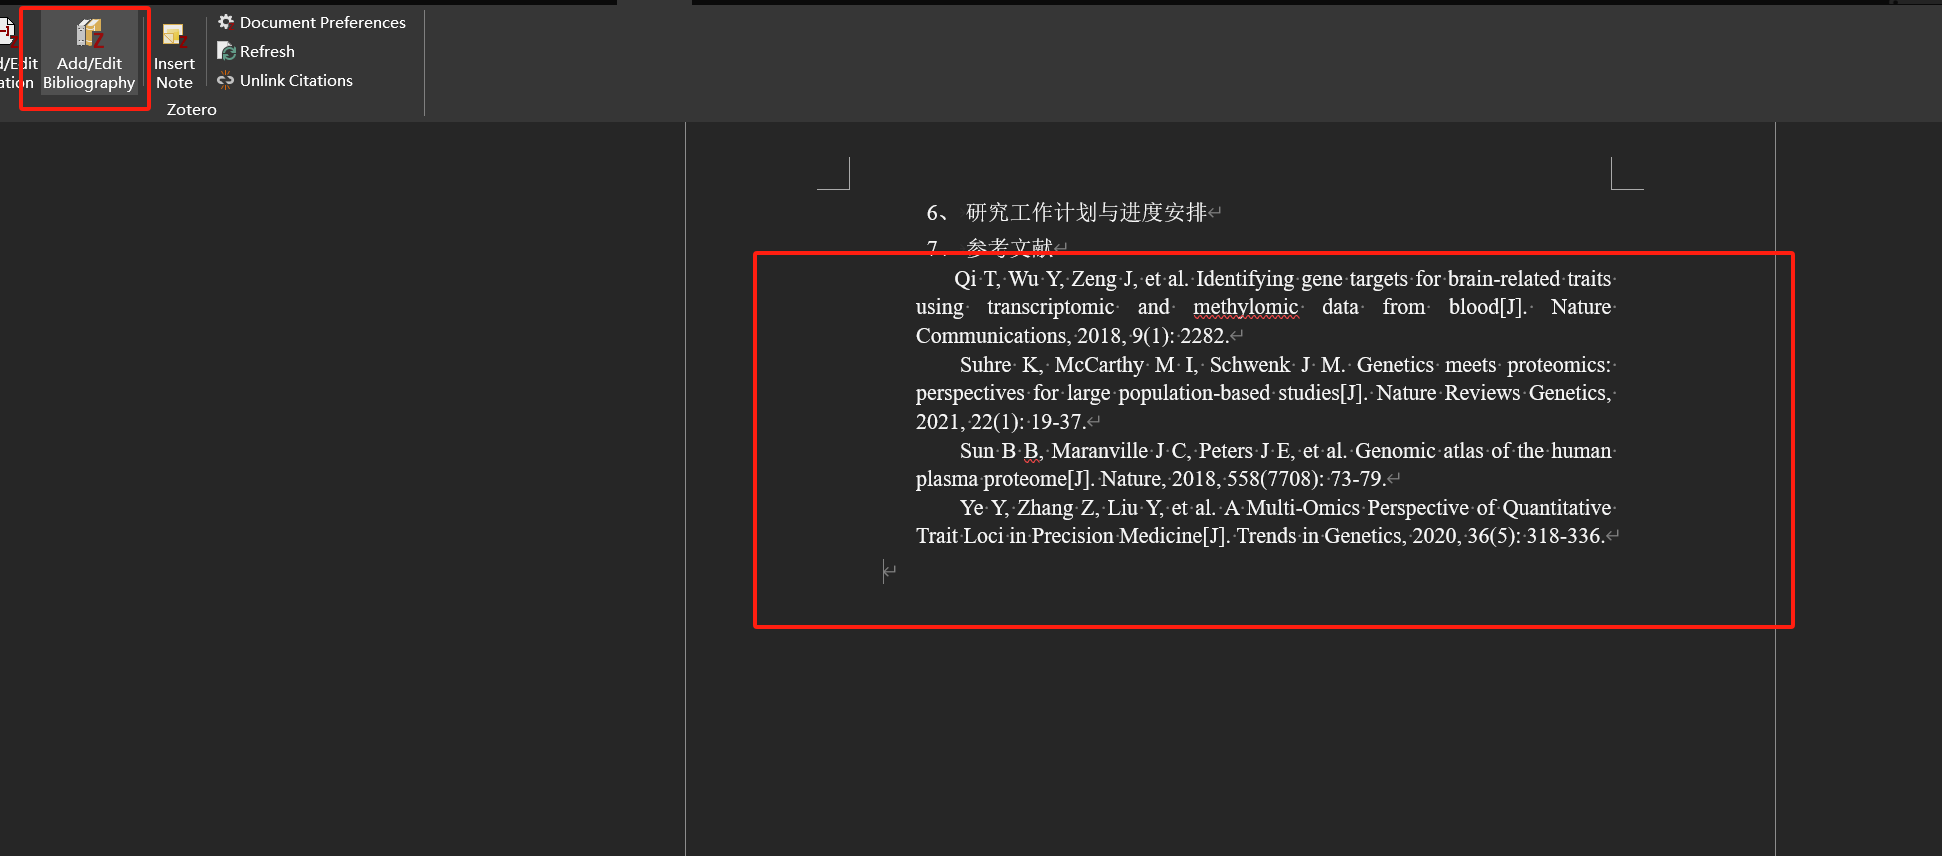 Document Preferences
Add/Edit
Bibliography
Insert
Note
Refresh
Unlink Citations
Zotero
6、 研究工作计划与进度安排
7、 参考文献
Qi T, Wu Y, Zeng J, et al. Identifying gene targets for brain-related traits
using transcriptomic and methylomic data from blood[J]. Nature
Communications, 2018, 9(1): 2282.
Suhre K, McCarthy M I, Schwenk J M. Genetics meets proteomics:
perspectives for large population-based studies[J]. Nature Reviews Genetics,
2021, 22(1): 19-37.
Sun B B, Maranville J C, Peters J E, et al. Genomic atlas of the human
plasma proteome[J]. Nature, 2018, 558(7708): 73-79.
Ye Y, Zhang Z, Liu Y, et al. A Multi-Omics Perspective of Quantitative
Trait Loci in Precision Medicine[J]. Trends in Genetics, 2020, 36(5): 318-336.